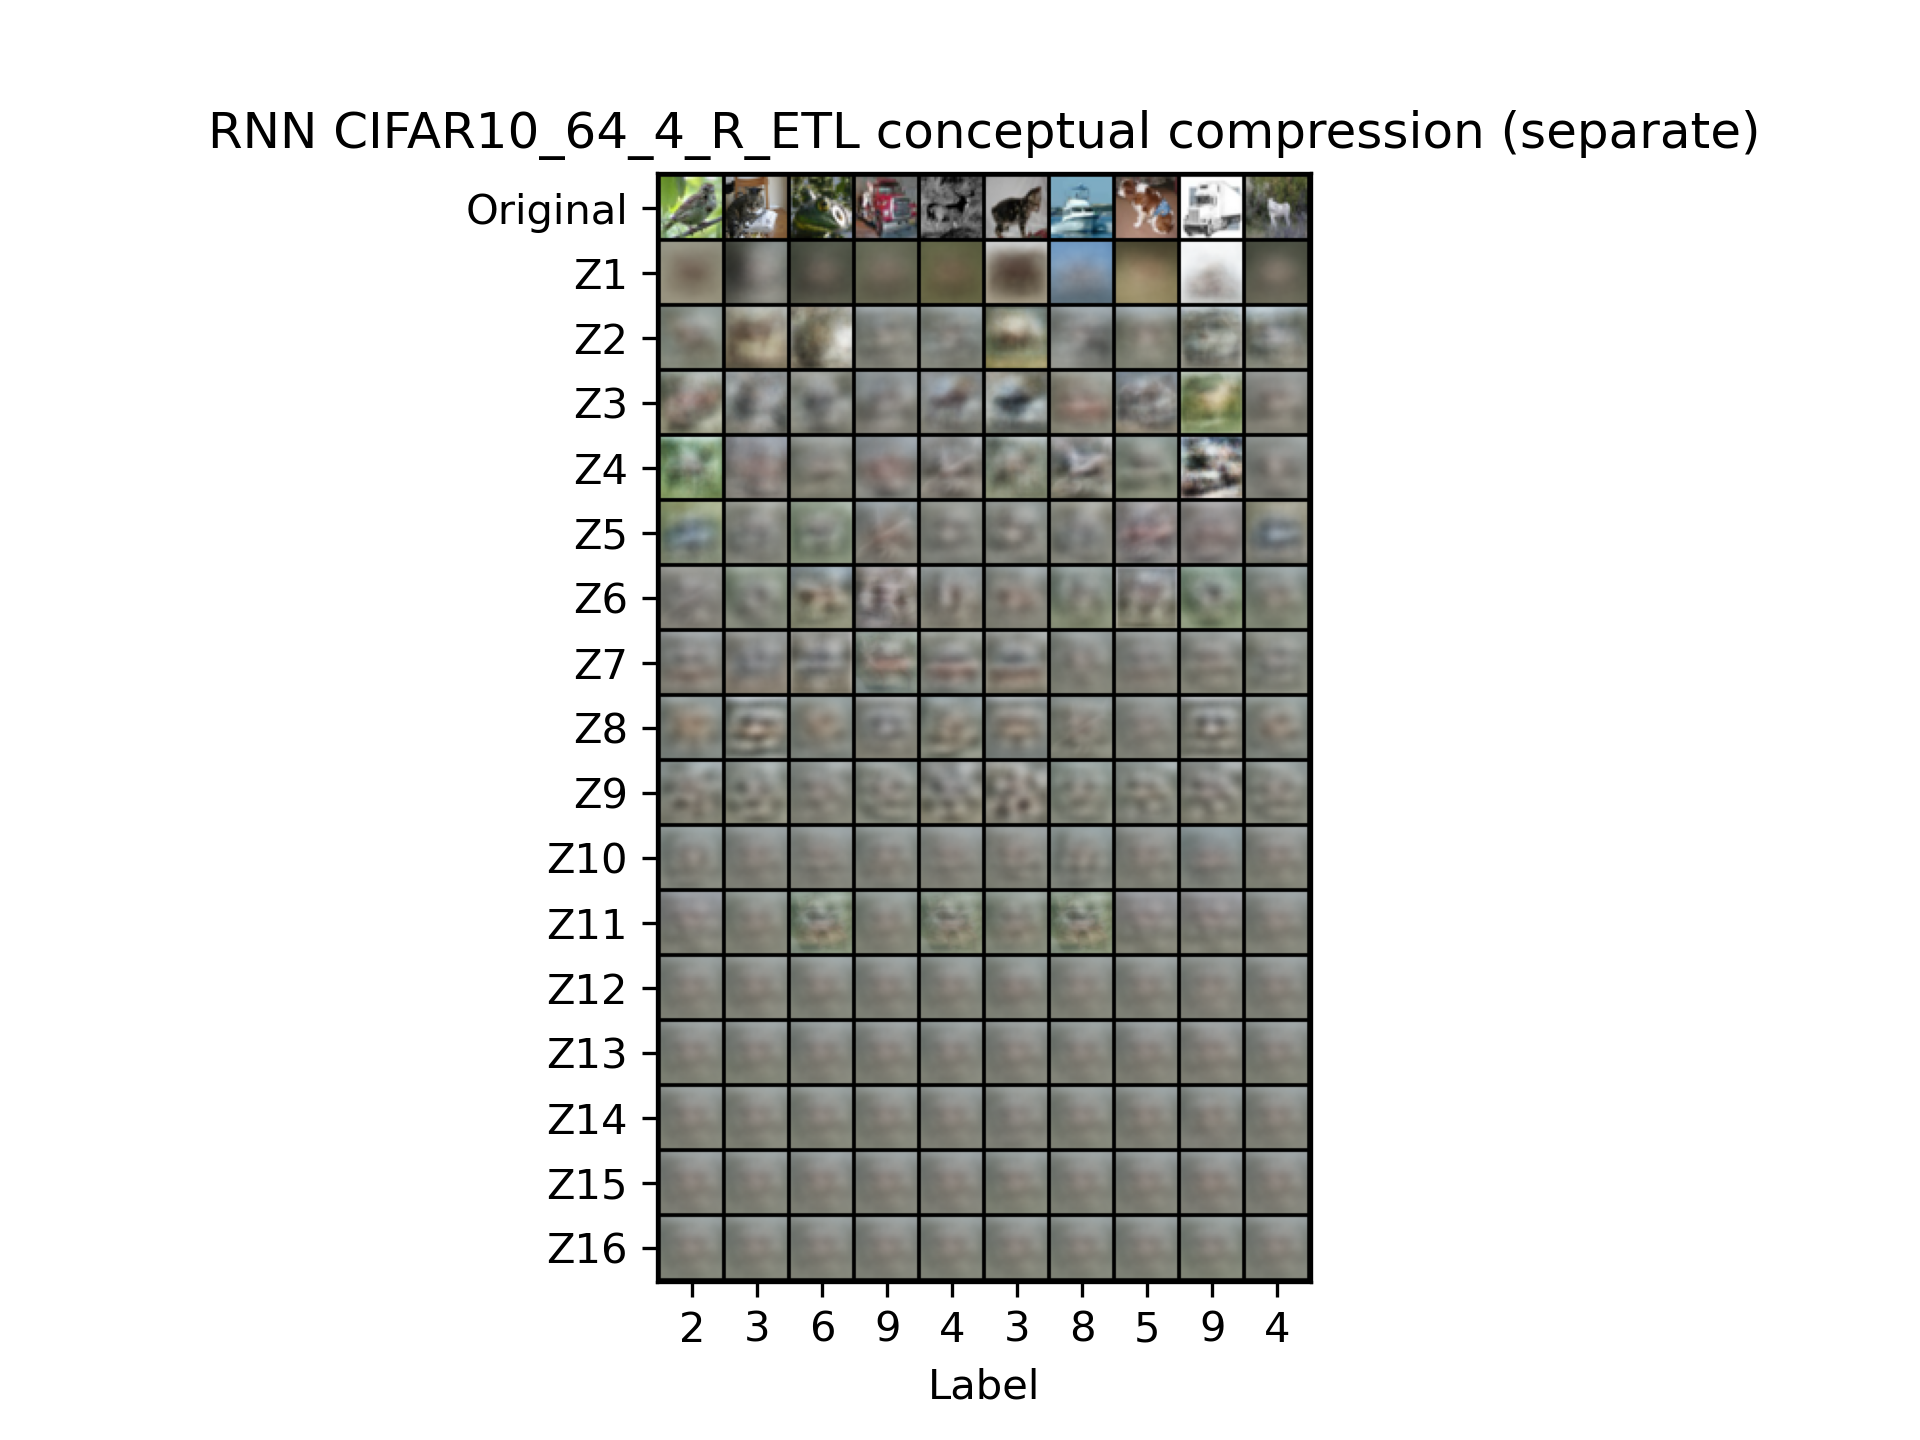 RNN CIFAR10_64_4_R_ETL conceptual compression (separate)
Original
Z1
Z2
Z3
Z4
Z5
Z6
Z7
Z8
Z9
Z10
Z11
Z12
Z13
Z14
Z15
Z16
2 3 6 9 4 3 8 5 9 4
Label